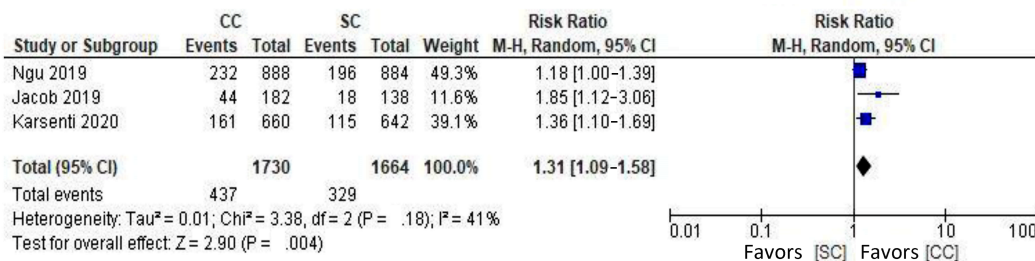 CC SC Risk Ratio Risk Ratio
Study or Subgroup Events Total Events Total Weight M-H, Random, 95% CI M-H, Random, 95% CI
Ngu 2019 232 888 196 884 49.3% 1.18 [1.00-1.39]
Jacob 2019 44 182 18 138 11.6% 1.85 [1.12-3.06]
Karsenti 2020 161 660 115 642 39.1% 1.36 [1.10-1.69]
Total (95% CI) 1730 1664 100.0% 1.31 [1.09-1.58]
Total events 437 329
Heterogeneity: Tau² = 0.01; Chi² = 3.38, df = 2 (P = .18); I² = 41%
Test for overall effect: Z = 2.90 (P = .004)
0.01 0.1 1 10 100
Favors [SC] Favors [CC]